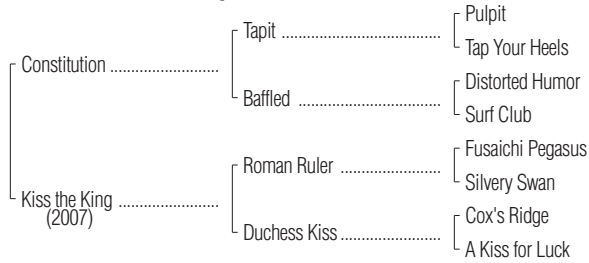 Pulpit
Tapit ................................
Tap Your Heels
Constitution ......................
Distorted Humor
Baffled ............................
Surf Club
Fusaichi Pegasus
Roman Ruler ....................
Silvery Swan
Kiss the King ....................
(2007)
Cox's Ridge
Duchess Kiss....................
A Kiss for Luck